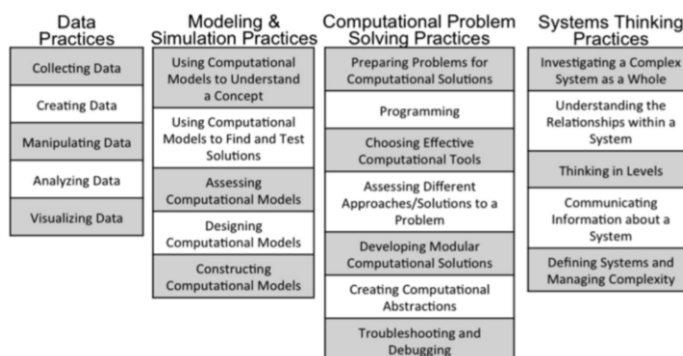 Data
Practices
Collecting Data
Creating Data
Manipulating Data
Analyzing Data
Visualizing Data
Modeling &
Simulation Practices
Using Computational
Models to Understand
a Concept
Using Computational
Models to Find and Test
Solutions
Assessing
Computational Models
Designing
Computational Models
Constructing
Computational Models
Computational Problem
Solving Practices
Preparing Problems for
Computational Solutions
Programming
Choosing Effective
Computational Tools
Assessing Different
Approaches/Solutions to a
Problem
Developing Modular
Computational Solutions
Creating Computational
Abstractions
Troubleshooting and
Debugging
Systems Thinking
Practices
Investigating a Complex
System as a Whole
Understanding the
Relationships within a
System
Thinking in Levels
Communicating
Information about a
System
Defining Systems and
Managing Complexity